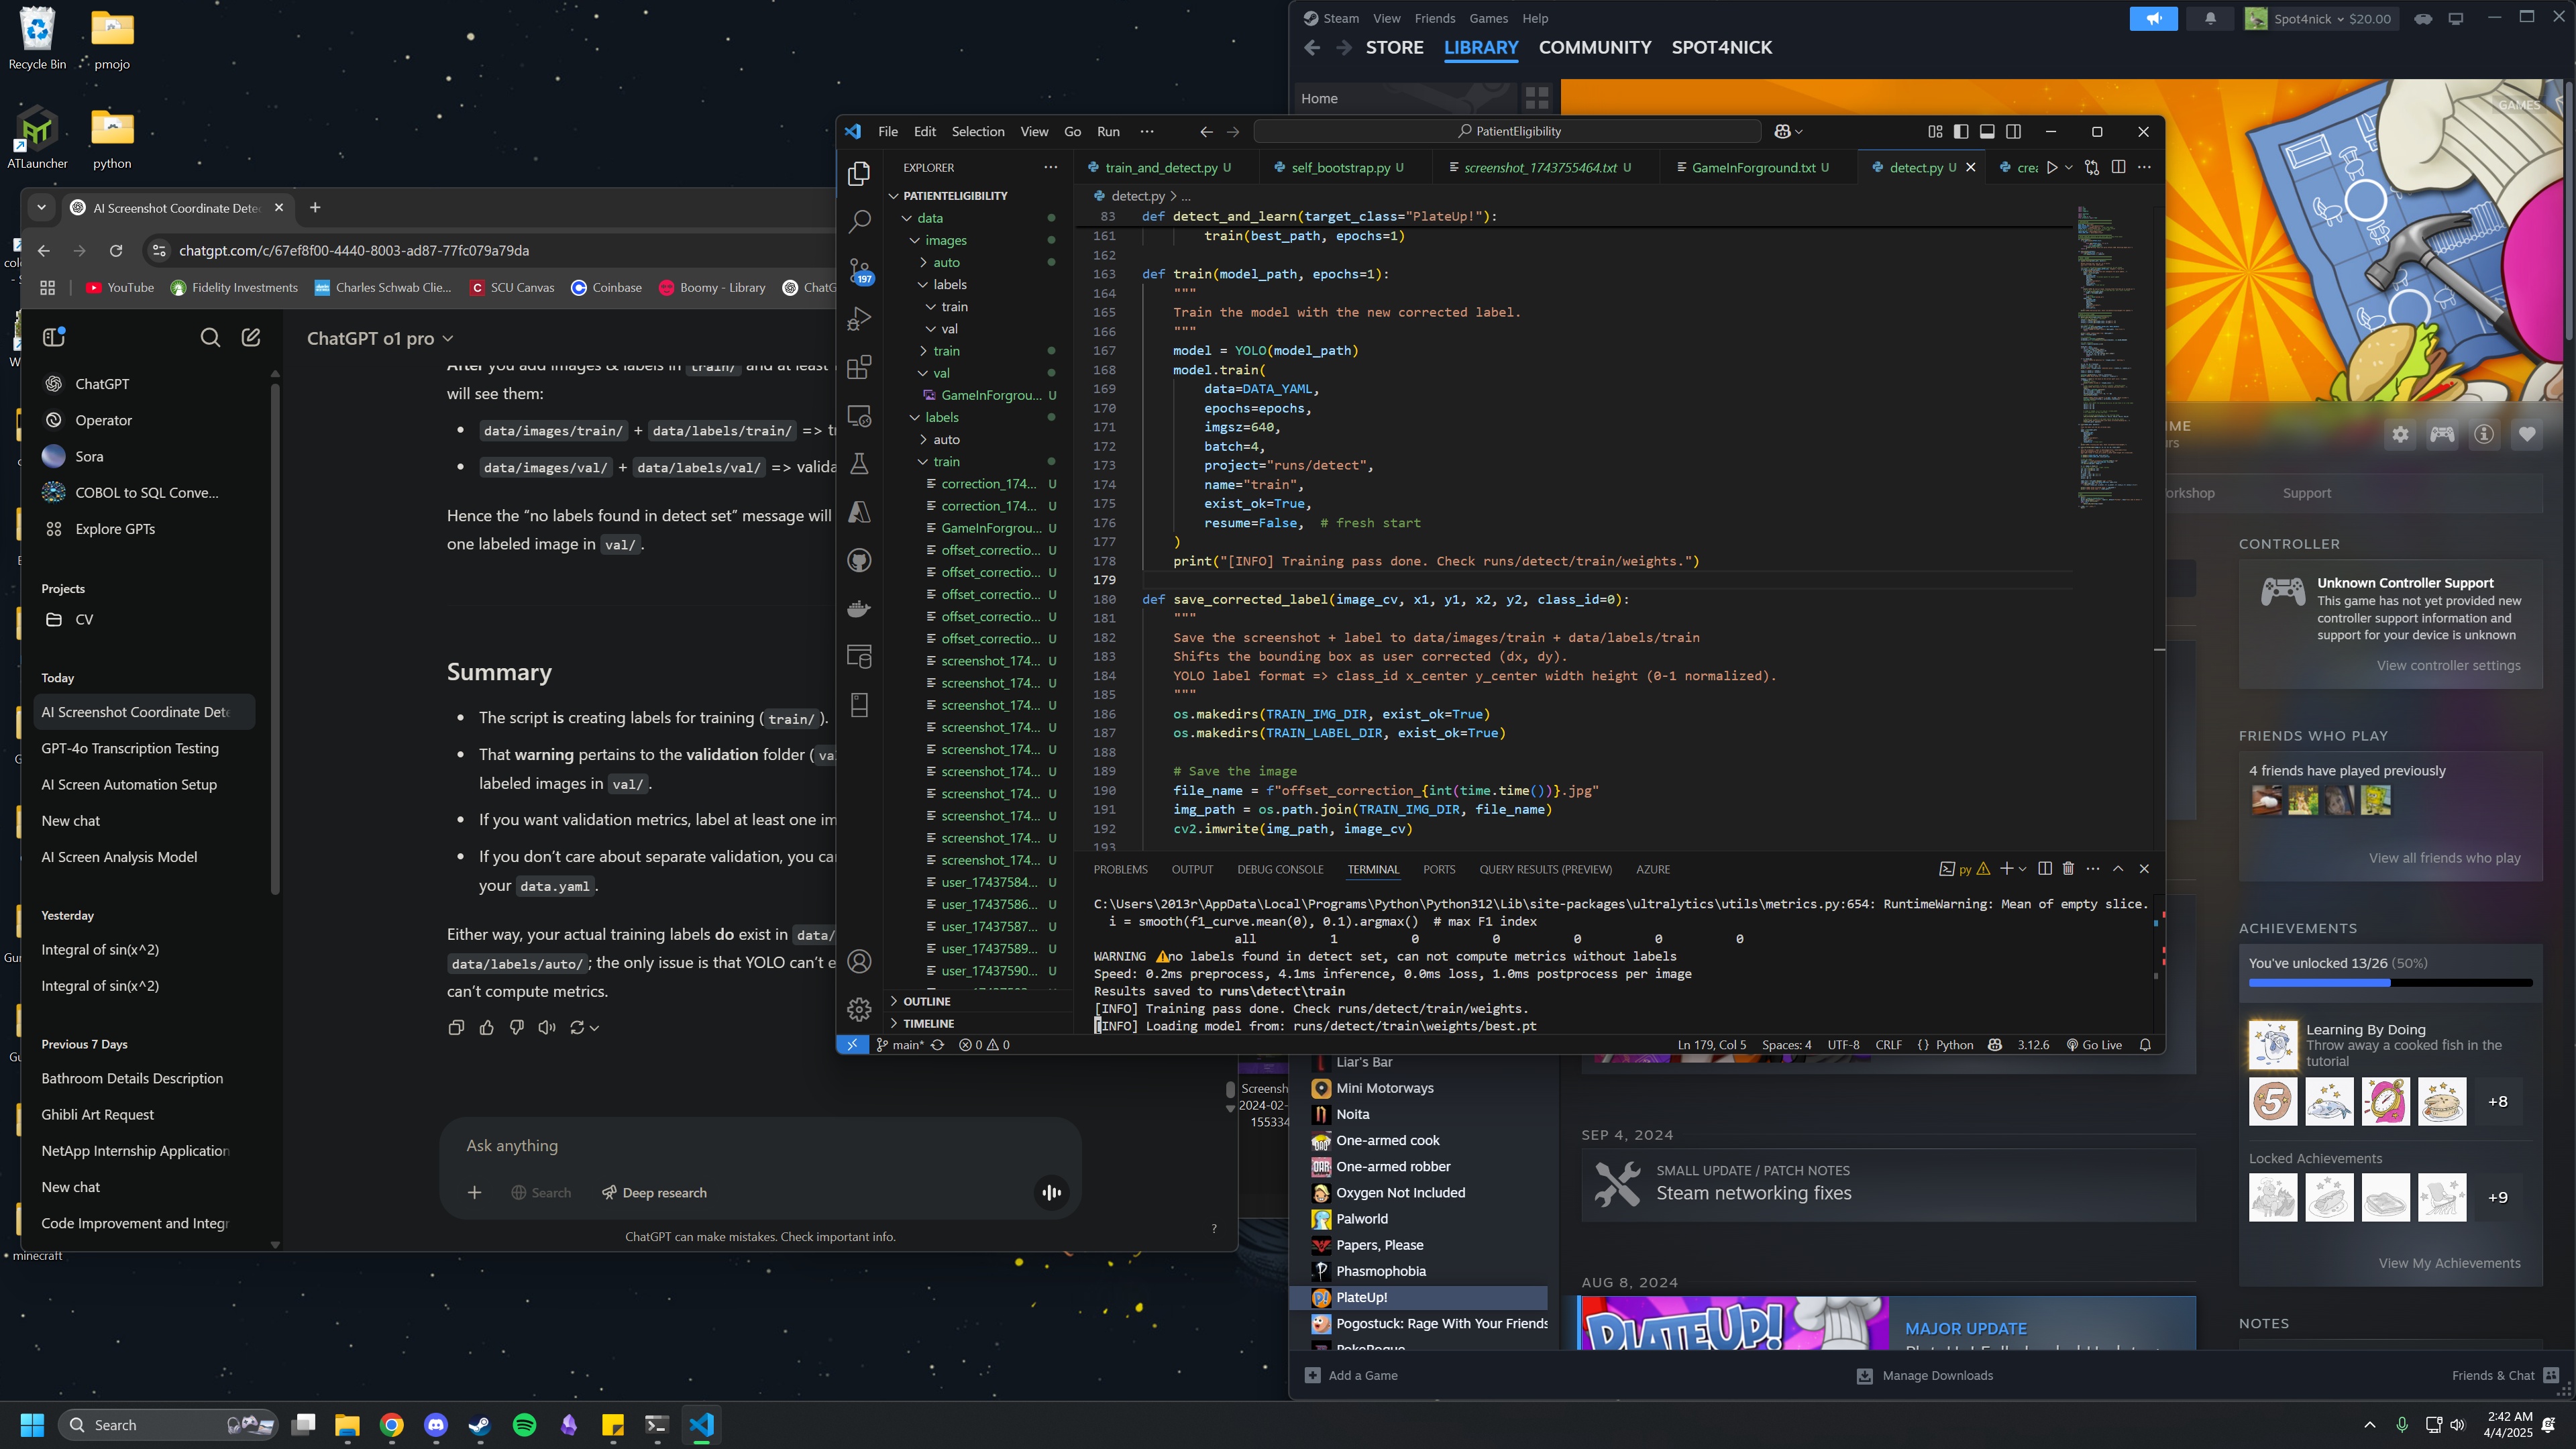 Recycle Bin
pmojo
ATLauncher
python
minecraft
AI Screenshot Coordinate Dete
chatgpt.com/c/67ef8f00-4440-8003-ad87-77fc079a79da
YouTube
Fidelity Investments
Charles Schwab Clie...
SCU Canvas
Coinbase
Boomy - Library
ChatG
ChatGPT
Operator
Sora
COBOL to SQL Conve...
Explore GPTs
Projects
CV
Today
AI Screenshot Coordinate Dete
GPT-4o Transcription Testing
AI Screen Automation Setup
New chat
AI Screen Analysis Model
Yesterday
Integral of sin(x^2)
Integral of sin(x^2)
Previous 7 Days
Bathroom Details Description
Ghibli Art Request
NetApp Internship Application
New chat
Code Improvement and Integr
ChatGPT o1 pro
After you add images & labels in train/ and at least
will see them:
• data/images/train/ + data/labels/train/ => tr
• data/images/val/ + data/labels/val/ => valida
Hence the “no labels found in detect set” message will
one labeled image in val/.
Summary
• The script is creating labels for training (train/).
• That warning pertains to the validation folder (va
labeled images in val/.
• If you want validation metrics, label at least one im
• If you don’t care about separate validation, you ca
your data.yaml.
Either way, your actual training labels do exist in data/
data/labels/auto/; the only issue is that YOLO can’t e
can’t compute metrics.
Ask anything
Search
Deep research
ChatGPT can make mistakes. Check important info.
?
Screensh
2024-02-
155334
File Edit Selection View Go Run ···
PatientEligibility
EXPLORER
PATIENTELIGIBILITY
data
images
auto
labels
train
val
train
val
GameInForgrou... U
labels
auto
train
correction_174... U
correction_174... U
GameInForgrou... U
offset_correctio... U
offset_correctio... U
offset_correctio... U
offset_correctio... U
offset_correctio... U
screenshot_174... U
screenshot_174... U
screenshot_174... U
screenshot_174... U
screenshot_174... U
screenshot_174... U
screenshot_174... U
screenshot_174... U
screenshot_174... U
screenshot_174... U
user_17437584... U
user_17437586... U
user_17437587... U
user_17437589... U
user_17437590... U
OUTLINE
TIMELINE
197
train_and_detect.py U
self_bootstrap.py U
screenshot_1743755464.txt U
GameInForground.txt U
detect.py U
crea
detect.py > ...
83 def detect_and_learn(target_class="PlateUp!"):
161 train(best_path, epochs=1)
162
163 def train(model_path, epochs=1):
164 """
165 Train the model with the new corrected label.
166 """
167 model = YOLO(model_path)
168 model.train(
169 data=DATA_YAML,
170 epochs=epochs,
171 imgsz=640,
172 batch=4,
173 project="runs/detect",
174 name="train",
175 exist_ok=True,
176 resume=False, # fresh start
177 )
178 print("[INFO] Training pass done. Check runs/detect/train/weights.")
179
180 def save_corrected_label(image_cv, x1, y1, x2, y2, class_id=0):
181 """
182 Save the screenshot + label to data/images/train + data/labels/train
183 Shifts the bounding box as user corrected (dx, dy).
184 YOLO label format => class_id x_center y_center width height (0-1 normalized).
185 """
186 os.makedirs(TRAIN_IMG_DIR, exist_ok=True)
187 os.makedirs(TRAIN_LABEL_DIR, exist_ok=True)
188
189 # Save the image
190 file_name = f"offset_correction_{int(time.time())}.jpg"
191 img_path = os.path.join(TRAIN_IMG_DIR, file_name)
192 cv2.imwrite(img_path, image_cv)
193
PROBLEMS OUTPUT DEBUG CONSOLE TERMINAL PORTS QUERY RESULTS (PREVIEW) AZURE
py
C:\Users\2013r\AppData\Local\Programs\Python\Python312\Lib\site-packages\ultralytics\utils\metrics.py:654: RuntimeWarning: Mean of empty slice.
i = smooth(f1_curve.mean(0), 0.1).argmax() # max F1 index
all 1 0 0 0 0 0
WARNING ⚠️no labels found in detect set, can not compute metrics without labels
Speed: 0.2ms preprocess, 4.1ms inference, 0.0ms loss, 1.0ms postprocess per image
Results saved to runs\detect\train
[INFO] Training pass done. Check runs/detect/train/weights.
[INFO] Loading model from: runs/detect/train\weights/best.pt
main* 0 0
Ln 179, Col 5 Spaces: 4 UTF-8 CRLF {} Python 3.12.6 Go Live
Steam View Friends Games Help
Spot4nick $20.00
STORE LIBRARY COMMUNITY SPOT4NICK
Home
GAMES
orkshop
Support
CONTROLLER
Unknown Controller Support
This game has not yet provided new
controller support information and
support for your device is unknown
View controller settings
FRIENDS WHO PLAY
4 friends have played previously
View all friends who play
ACHIEVEMENTS
You've unlocked 13/26 (50%)
Learning By Doing
Throw away a cooked fish in the
tutorial
5
+8
Locked Achievements
+9
View My Achievements
NOTES
Liar's Bar
Mini Motorways
Noita
One-armed cook
One-armed robber
Oxygen Not Included
Palworld
Papers, Please
Phasmophobia
PlateUp!
Pogostuck: Rage With Your Friends
SEP 4, 2024
SMALL UPDATE / PATCH NOTES
Steam networking fixes
AUG 8, 2024
PLATEUP!
MAJOR UPDATE
Add a Game
Manage Downloads
Friends & Chat
Search
2:42 AM
4/4/2025